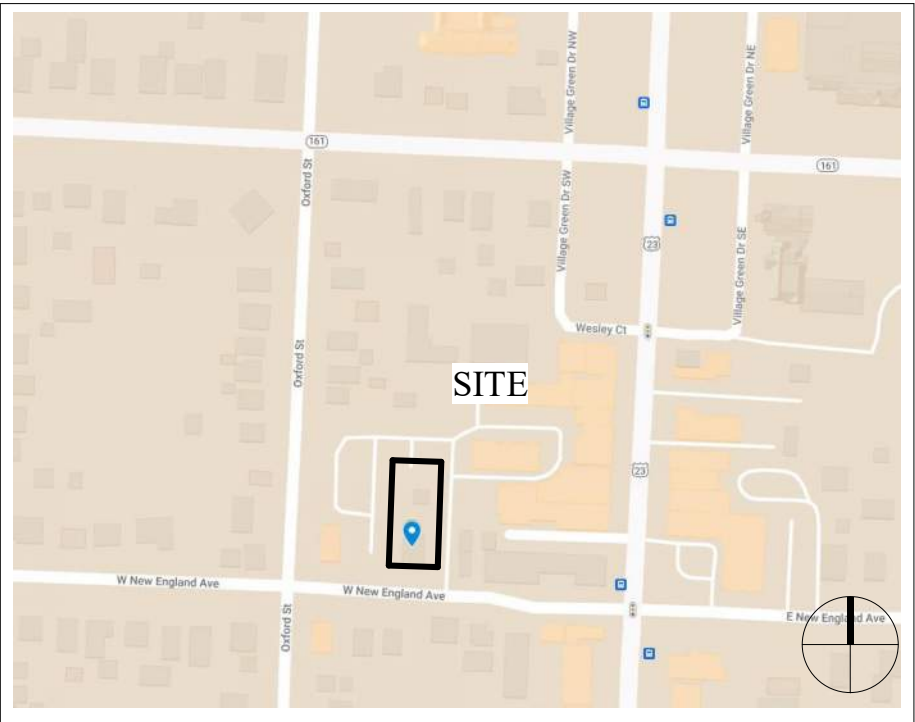 Village Green Dr NW
Village Green Dr NE
161
161
Oxford St
Village Green Dr SW
23
Village Green Dr SE
Wesley Ct
Oxford St
SITE
23
W New England Ave
W New England Ave
E New England Ave
Oxford St